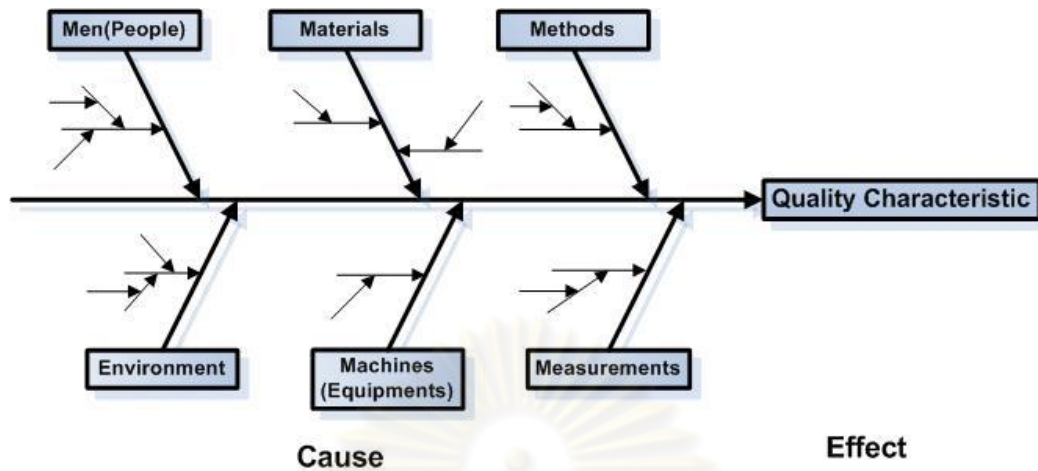 Men(People)
Materials
Methods
Quality Characteristic
Environment
Machines
(Equipments)
Measurements
Cause
Effect